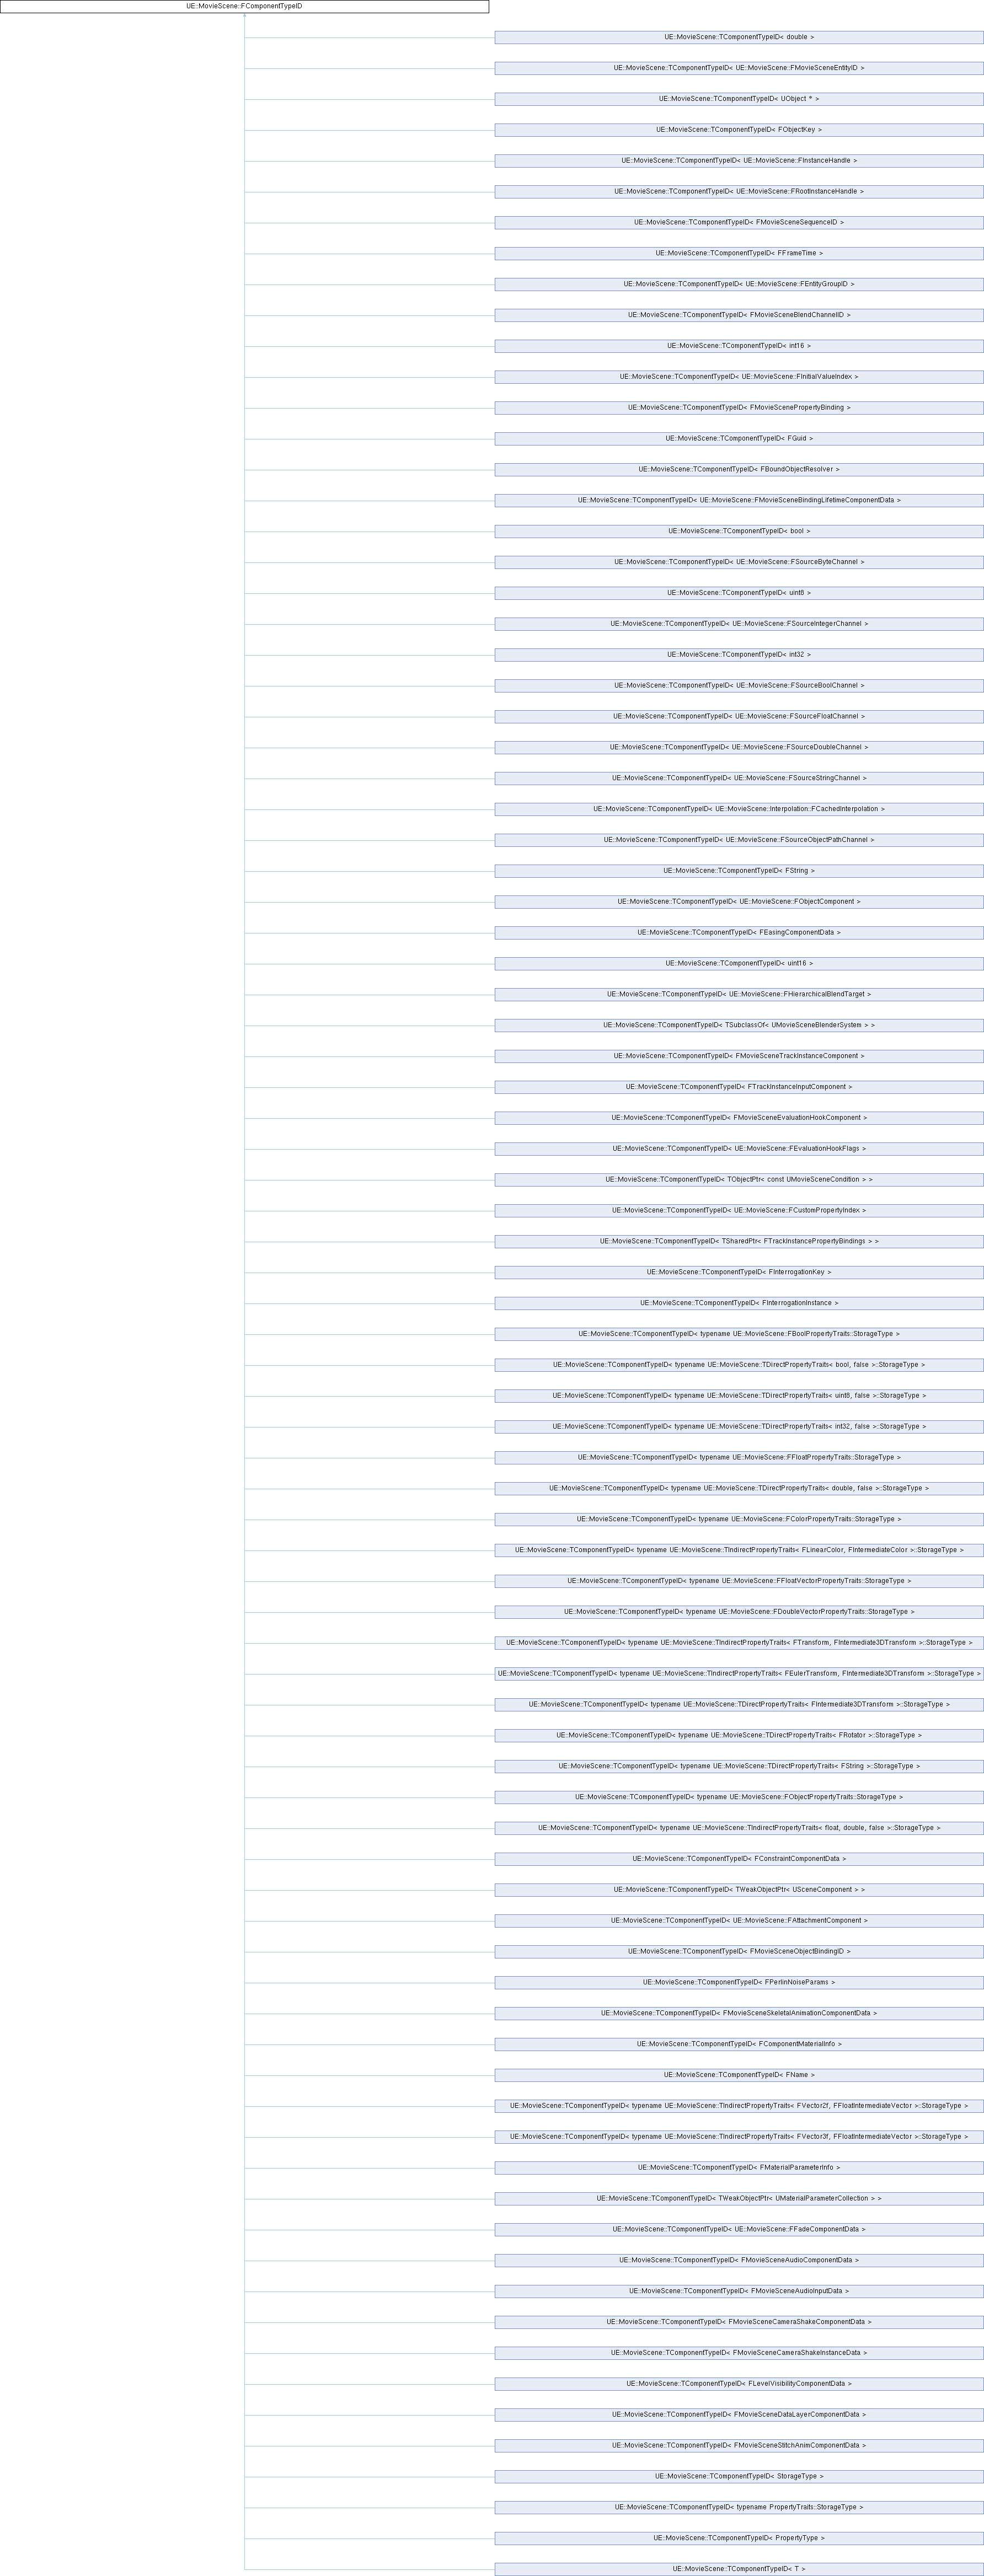 UE::MovieScene::FComponentTypeID
UE::MovieScene::TComponentTypeID< double >
UE::MovieScene::TComponentTypeID< UE::MovieScene::FMovieSceneEntityID >
UE::MovieScene::TComponentTypeID< UObject * >
UE::MovieScene::TComponentTypeID< FObjectKey >
UE::MovieScene::TComponentTypeID< UE::MovieScene::FInstanceHandle >
UE::MovieScene::TComponentTypeID< UE::MovieScene::FRootInstanceHandle >
UE::MovieScene::TComponentTypeID< FMovieSceneSequenceID >
UE::MovieScene::TComponentTypeID< FFrameTime >
UE::MovieScene::TComponentTypeID< UE::MovieScene::FEntityGroupID >
UE::MovieScene::TComponentTypeID< FMovieSceneBlendChannelID >
UE::MovieScene::TComponentTypeID< int16 >
UE::MovieScene::TComponentTypeID< UE::MovieScene::FInitialValueIndex >
UE::MovieScene::TComponentTypeID< FMovieScenePropertyBinding >
UE::MovieScene::TComponentTypeID< FGuid >
UE::MovieScene::TComponentTypeID< FBoundObjectResolver >
UE::MovieScene::TComponentTypeID< UE::MovieScene::FMovieSceneBindingLifetimeComponentData >
UE::MovieScene::TComponentTypeID< bool >
UE::MovieScene::TComponentTypeID< UE::MovieScene::FSourceByteChannel >
UE::MovieScene::TComponentTypeID< uint8 >
UE::MovieScene::TComponentTypeID< UE::MovieScene::FSourceIntegerChannel >
UE::MovieScene::TComponentTypeID< int32 >
UE::MovieScene::TComponentTypeID< UE::MovieScene::FSourceBoolChannel >
UE::MovieScene::TComponentTypeID< UE::MovieScene::FSourceFloatChannel >
UE::MovieScene::TComponentTypeID< UE::MovieScene::FSourceDoubleChannel >
UE::MovieScene::TComponentTypeID< UE::MovieScene::FSourceStringChannel >
UE::MovieScene::TComponentTypeID< UE::MovieScene::Interpolation::FCachedInterpolation >
UE::MovieScene::TComponentTypeID< UE::MovieScene::FSourceObjectPathChannel >
UE::MovieScene::TComponentTypeID< FString >
UE::MovieScene::TComponentTypeID< UE::MovieScene::FObjectComponent >
UE::MovieScene::TComponentTypeID< FEasingComponentData >
UE::MovieScene::TComponentTypeID< uint16 >
UE::MovieScene::TComponentTypeID< UE::MovieScene::FHierarchicalBlendTarget >
UE::MovieScene::TComponentTypeID< TSubclassOf< UMovieSceneBlenderSystem > >
UE::MovieScene::TComponentTypeID< FMovieSceneTrackInstanceComponent >
UE::MovieScene::TComponentTypeID< FTrackInstanceInputComponent >
UE::MovieScene::TComponentTypeID< FMovieSceneEvaluationHookComponent >
UE::MovieScene::TComponentTypeID< UE::MovieScene::FEvaluationHookFlags >
UE::MovieScene::TComponentTypeID< TObjectPtr< const UMovieSceneCondition > >
UE::MovieScene::TComponentTypeID< UE::MovieScene::FCustomPropertyIndex >
UE::MovieScene::TComponentTypeID< TSharedPtr< FTrackInstancePropertyBindings > >
UE::MovieScene::TComponentTypeID< FInterrogationKey >
UE::MovieScene::TComponentTypeID< FInterrogationInstance >
UE::MovieScene::TComponentTypeID< typename UE::MovieScene::FBoolPropertyTraits::StorageType >
UE::MovieScene::TComponentTypeID< typename UE::MovieScene::TDirectPropertyTraits< bool, false >::StorageType >
UE::MovieScene::TComponentTypeID< typename UE::MovieScene::TDirectPropertyTraits< uint8, false >::StorageType >
UE::MovieScene::TComponentTypeID< typename UE::MovieScene::TDirectPropertyTraits< int32, false >::StorageType >
UE::MovieScene::TComponentTypeID< typename UE::MovieScene::FFloatPropertyTraits::StorageType >
UE::MovieScene::TComponentTypeID< typename UE::MovieScene::TDirectPropertyTraits< double, false >::StorageType >
UE::MovieScene::TComponentTypeID< typename UE::MovieScene::FColorPropertyTraits::StorageType >
UE::MovieScene::TComponentTypeID< typename UE::MovieScene::TIndirectPropertyTraits< FLinearColor, FIntermediateColor >::StorageType >
UE::MovieScene::TComponentTypeID< typename UE::MovieScene::FFloatVectorPropertyTraits::StorageType >
UE::MovieScene::TComponentTypeID< typename UE::MovieScene::FDoubleVectorPropertyTraits::StorageType >
UE::MovieScene::TComponentTypeID< typename UE::MovieScene::TIndirectPropertyTraits< FTransform, FIntermediate3DTransform >::StorageType >
UE::MovieScene::TComponentTypeID< typename UE::MovieScene::TIndirectPropertyTraits< FEulerTransform, FIntermediate3DTransform >::StorageType >
UE::MovieScene::TComponentTypeID< typename UE::MovieScene::TDirectPropertyTraits< FIntermediate3DTransform >::StorageType >
UE::MovieScene::TComponentTypeID< typename UE::MovieScene::TDirectPropertyTraits< FRotator >::StorageType >
UE::MovieScene::TComponentTypeID< typename UE::MovieScene::TDirectPropertyTraits< FString >::StorageType >
UE::MovieScene::TComponentTypeID< typename UE::MovieScene::FObjectPropertyTraits::StorageType >
UE::MovieScene::TComponentTypeID< typename UE::MovieScene::TIndirectPropertyTraits< float, double, false >::StorageType >
UE::MovieScene::TComponentTypeID< FConstraintComponentData >
UE::MovieScene::TComponentTypeID< TWeakObjectPtr< USceneComponent > >
UE::MovieScene::TComponentTypeID< UE::MovieScene::FAttachmentComponent >
UE::MovieScene::TComponentTypeID< FMovieSceneObjectBindingID >
UE::MovieScene::TComponentTypeID< FPerlinNoiseParams >
UE::MovieScene::TComponentTypeID< FMovieSceneSkeletalAnimationComponentData >
UE::MovieScene::TComponentTypeID< FComponentMaterialInfo >
UE::MovieScene::TComponentTypeID< FName >
UE::MovieScene::TComponentTypeID< typename UE::MovieScene::TIndirectPropertyTraits< FVector2f, FFloatIntermediateVector >::StorageType >
UE::MovieScene::TComponentTypeID< typename UE::MovieScene::TIndirectPropertyTraits< FVector3f, FFloatIntermediateVector >::StorageType >
UE::MovieScene::TComponentTypeID< FMaterialParameterInfo >
UE::MovieScene::TComponentTypeID< TWeakObjectPtr< UMaterialParameterCollection > >
UE::MovieScene::TComponentTypeID< UE::MovieScene::FFadeComponentData >
UE::MovieScene::TComponentTypeID< FMovieSceneAudioComponentData >
UE::MovieScene::TComponentTypeID< FMovieSceneAudioInputData >
UE::MovieScene::TComponentTypeID< FMovieSceneCameraShakeComponentData >
UE::MovieScene::TComponentTypeID< FMovieSceneCameraShakeInstanceData >
UE::MovieScene::TComponentTypeID< FLevelVisibilityComponentData >
UE::MovieScene::TComponentTypeID< FMovieSceneDataLayerComponentData >
UE::MovieScene::TComponentTypeID< FMovieSceneStitchAnimComponentData >
UE::MovieScene::TComponentTypeID< StorageType >
UE::MovieScene::TComponentTypeID< typename PropertyTraits::StorageType >
UE::MovieScene::TComponentTypeID< PropertyType >
UE::MovieScene::TComponentTypeID< T >